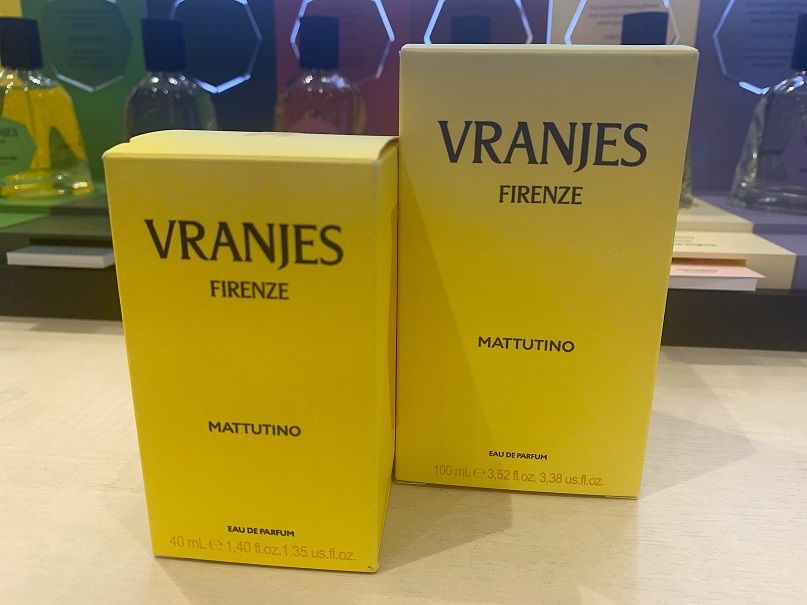 VRANJES
FIRENZE
MATTUTINO
EAU DE PARFUM
40 mL ℮ 1,40 fl.oz.1.35 us.fl.oz.
VRANJES
FIRENZE
MATTUTINO
EAU DE PARFUM
100 mL ℮ 3,52 fl.oz. 3.38 us.fl.oz.